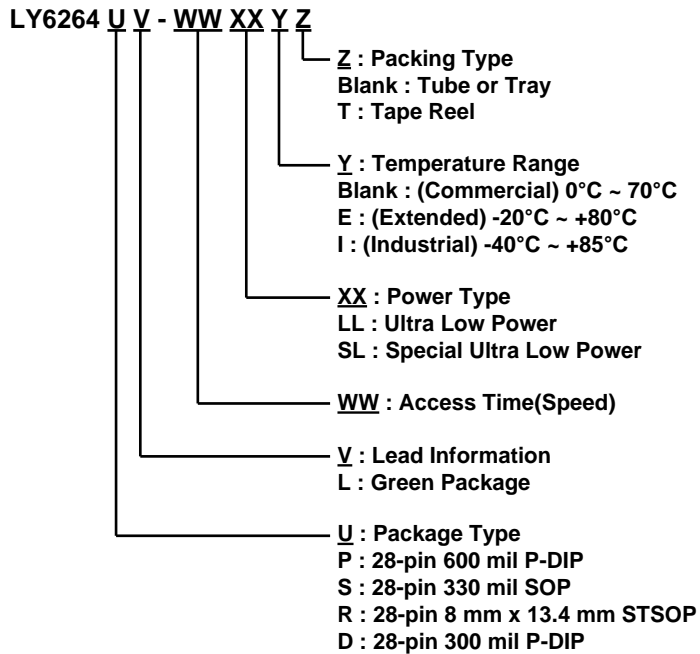 LY6264 U V - WW XX Y Z
Z : Packing Type
Blank : Tube or Tray
T : Tape Reel
Y : Temperature Range
Blank : (Commercial) 0°C ~ 70°C
E : (Extended) -20°C ~ +80°C
I : (Industrial) -40°C ~ +85°C
XX : Power Type
LL : Ultra Low Power
SL : Special Ultra Low Power
WW : Access Time(Speed)
V : Lead Information
L : Green Package
U : Package Type
P : 28-pin 600 mil P-DIP
S : 28-pin 330 mil SOP
R : 28-pin 8 mm x 13.4 mm STSOP
D : 28-pin 300 mil P-DIP